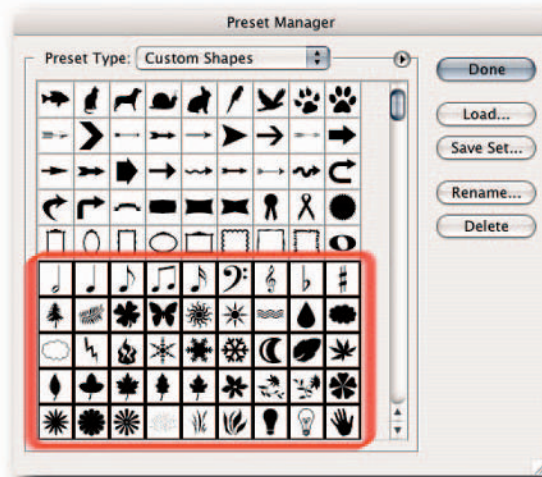 Preset Manager
Preset Type: Custom Shapes
Done
Load...
Save Set...
Rename...
Delete